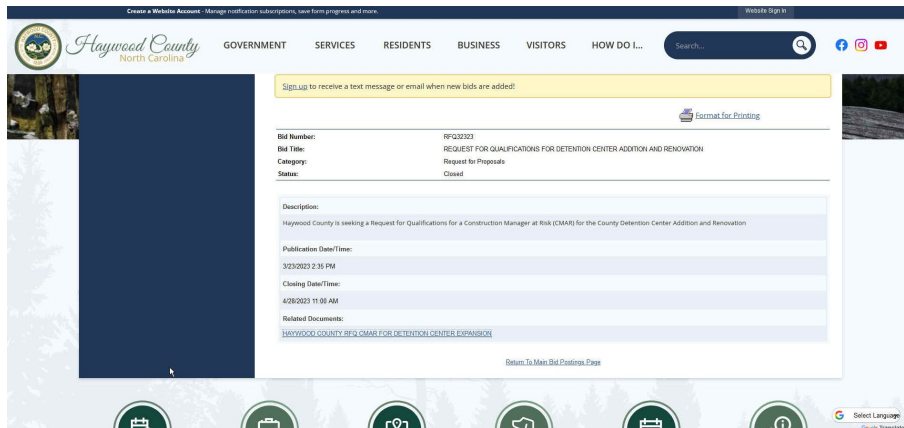 Create a Website Account - Manage notification subscriptions, save form progress and more.
Website Sign In
Haywood County
North Carolina
GOVERNMENT SERVICES RESIDENTS BUSINESS VISITORS HOW DO I...
Search...
Sign up to receive a text message or email when new bids are added!
Format for Printing
Bid Number: RFQ32323
Bid Title: REQUEST FOR QUALIFICATIONS FOR DETENTION CENTER ADDITION AND RENOVATION
Category: Request for Proposals
Status: Closed
Description:
Haywood County is seeking a Request for Qualifications for a Construction Manager at Risk (CMAR) for the County Detention Center Addition and Renovation
Publication Date/Time:
3/23/2023 2:35 PM
Closing Date/Time:
4/28/2023 11:00 AM
Related Documents:
HAYWOOD COUNTY RFQ CMAR FOR DETENTION CENTER EXPANSION
Return To Main Bid Postings Page
Select Language